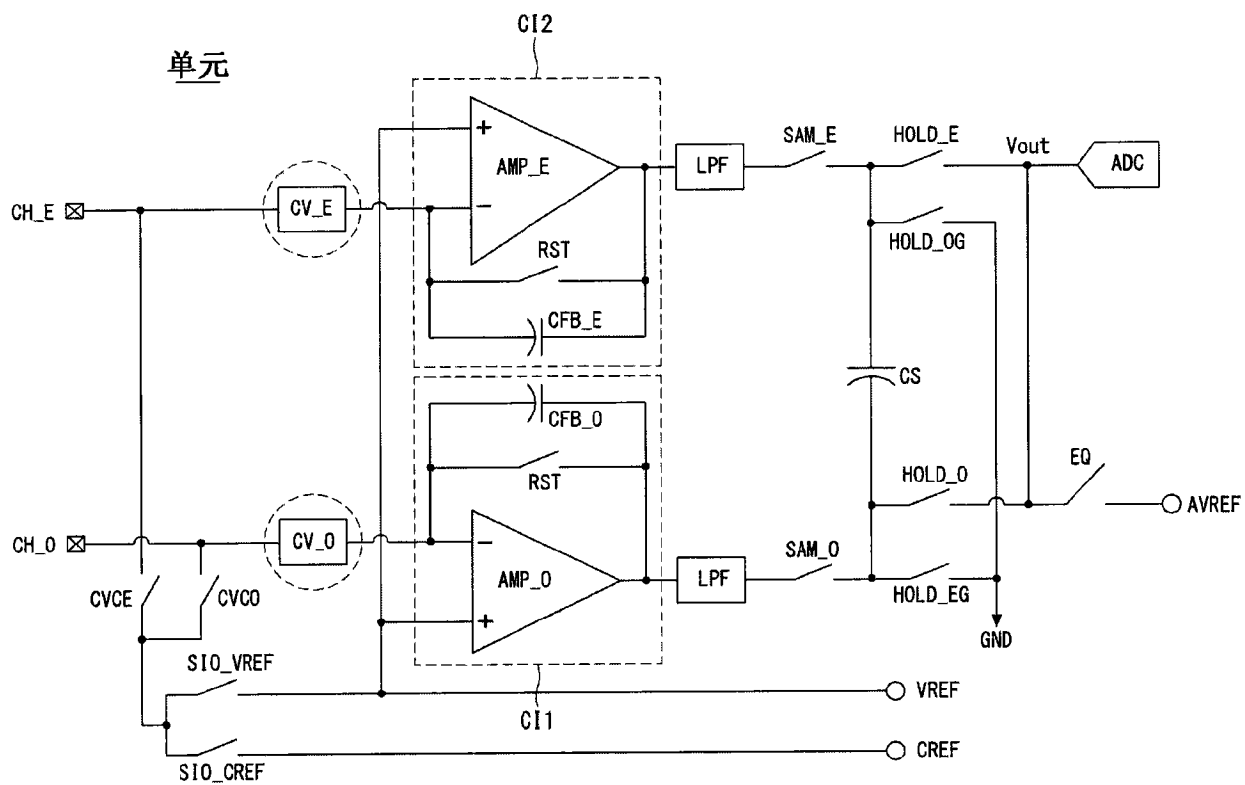 CI2
单元
SAM_E
HOLD_E
Vout
ADC
+
AMP_E
LPF
CH_E
CV_E
−
HOLD_OG
RST
CFB_E
CS
CFB_O
RST
HOLD_O
EQ
AVREF
CH_O
CV_O
−
AMP_O
LPF
SAM_O
HOLD_EG
CVCE
CVCO
+
GND
SIO_VREF
VREF
CI1
CREF
SIO_CREF